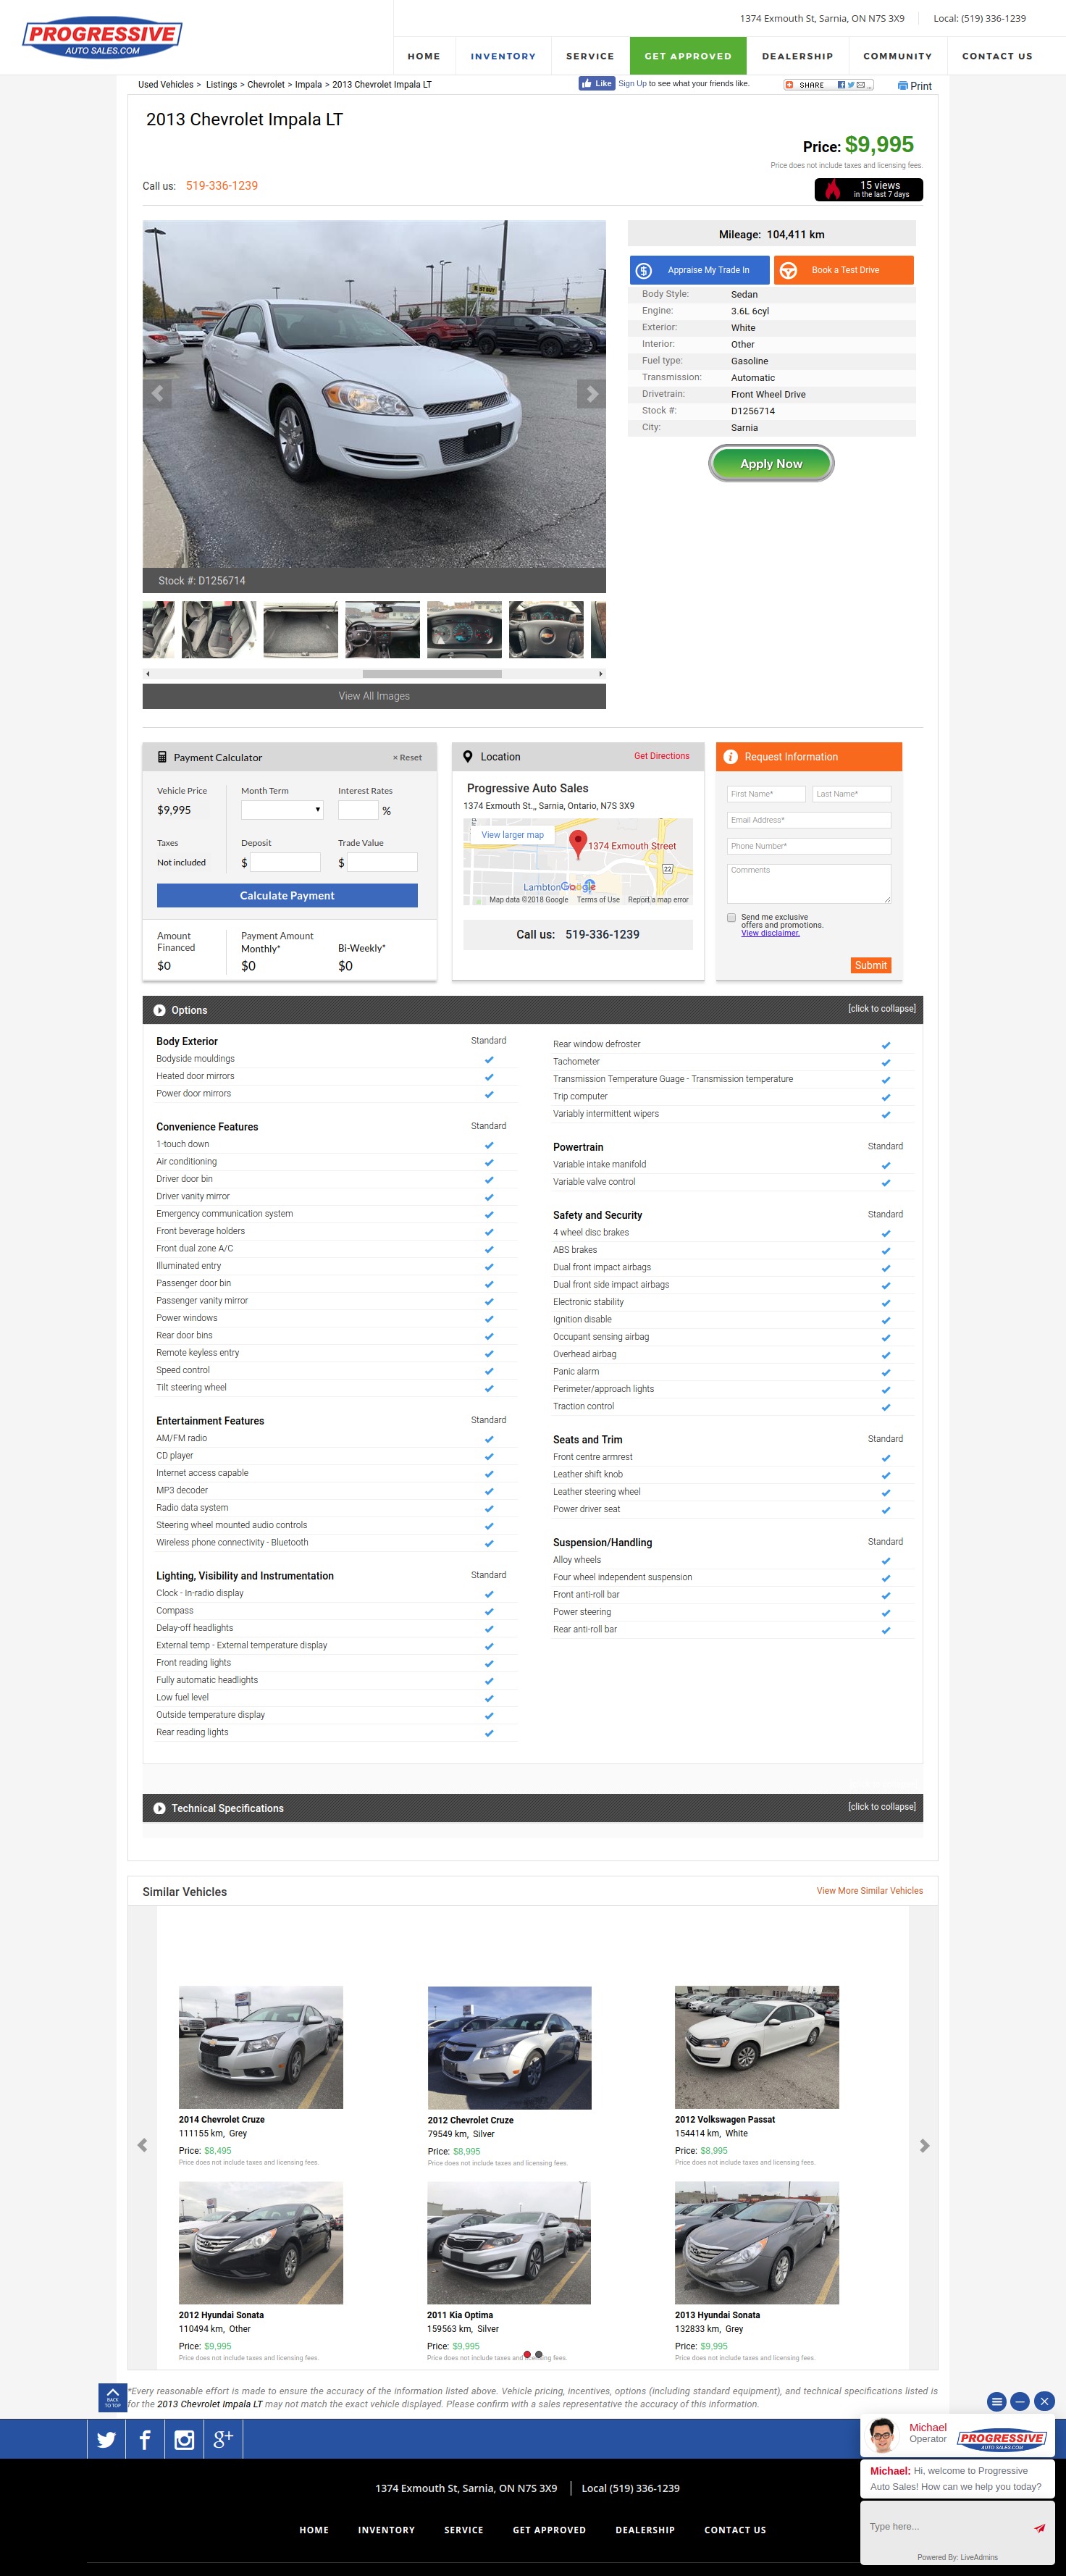 PROGRESSIVE
AUTO SALES.COM
1374 Exmouth St, Sarnia, ON N7S 3X9
Local: (519) 336-1239
HOME
INVENTORY
SERVICE
GET APPROVED
DEALERSHIP
COMMUNITY
CONTACT US
Used Vehicles > Listings > Chevrolet > Impala > 2013 Chevrolet Impala LT
Like Sign Up to see what your friends like.
SHARE
Print
2013 Chevrolet Impala LT
Price: $9,995
Price does not include taxes and licensing fees.
Call us: 519-336-1239
15 views
in the last 7 days
Mileage: 104,411 km
Appraise My Trade In
Book a Test Drive
Body Style: Sedan
Engine: 3.6L 6cyl
Exterior: White
Interior: Other
Fuel type: Gasoline
Transmission: Automatic
Drivetrain: Front Wheel Drive
Stock #: D1256714
City: Sarnia
Apply Now
Stock #: D1256714
View All Images
Payment Calculator
× Reset
Vehicle Price
$9,995
Month Term
Interest Rates
%
Taxes
Not included
Deposit
$
Trade Value
$
Calculate Payment
Amount Financed
$0
Payment Amount
Monthly*
$0
Bi-Weekly*
$0
Location
Get Directions
Progressive Auto Sales
1374 Exmouth St.,, Sarnia, Ontario, N7S 3X9
View larger map
1374 Exmouth Street
22
Lambton
Google
Map data ©2018 Google
Terms of Use
Report a map error
Call us: 519-336-1239
Request Information
First Name*
Last Name*
Email Address*
Phone Number*
Comments
Send me exclusive
offers and promotions.
View disclaimer.
Submit
Options
[click to collapse]
Body Exterior Standard
Bodyside mouldings
Heated door mirrors
Power door mirrors
Convenience Features Standard
1-touch down
Air conditioning
Driver door bin
Driver vanity mirror
Emergency communication system
Front beverage holders
Front dual zone A/C
Illuminated entry
Passenger door bin
Passenger vanity mirror
Power windows
Rear door bins
Remote keyless entry
Speed control
Tilt steering wheel
Entertainment Features Standard
AM/FM radio
CD player
Internet access capable
MP3 decoder
Radio data system
Steering wheel mounted audio controls
Wireless phone connectivity - Bluetooth
Lighting, Visibility and Instrumentation Standard
Clock - In-radio display
Compass
Delay-off headlights
External temp - External temperature display
Front reading lights
Fully automatic headlights
Low fuel level
Outside temperature display
Rear reading lights
Rear window defroster
Tachometer
Transmission Temperature Guage - Transmission temperature
Trip computer
Variably intermittent wipers
Powertrain Standard
Variable intake manifold
Variable valve control
Safety and Security Standard
4 wheel disc brakes
ABS brakes
Dual front impact airbags
Dual front side impact airbags
Electronic stability
Ignition disable
Occupant sensing airbag
Overhead airbag
Panic alarm
Perimeter/approach lights
Traction control
Seats and Trim Standard
Front centre armrest
Leather shift knob
Leather steering wheel
Power driver seat
Suspension/Handling Standard
Alloy wheels
Four wheel independent suspension
Front anti-roll bar
Power steering
Rear anti-roll bar
Technical Specifications
[click to collapse]
Similar Vehicles
View More Similar Vehicles
2014 Chevrolet Cruze
111155 km, Grey
Price: $8,495
Price does not include taxes and licensing fees.
2012 Chevrolet Cruze
79549 km, Silver
Price: $8,995
Price does not include taxes and licensing fees.
2012 Volkswagen Passat
154414 km, White
Price: $8,995
Price does not include taxes and licensing fees.
2012 Hyundai Sonata
110494 km, Other
Price: $9,995
Price does not include taxes and licensing fees.
2011 Kia Optima
159563 km, Silver
Price: $9,995
Price does not include taxes and licensing fees.
2013 Hyundai Sonata
132833 km, Grey
Price: $9,995
Price does not include taxes and licensing fees.
BACK
TO TOP
*Every reasonable effort is made to ensure the accuracy of the information listed above. Vehicle pricing, incentives, options (including standard equipment), and technical specifications listed is
for the 2013 Chevrolet Impala LT may not match the exact vehicle displayed. Please confirm with a sales representative the accuracy of this information.
Michael
Operator
PROGRESSIVE
AUTO SALES.COM
Michael: Hi, welcome to Progressive
Auto Sales! How can we help you today?
Type here...
Powered By: LiveAdmins
1374 Exmouth St, Sarnia, ON N7S 3X9
Local (519) 336-1239
HOME
INVENTORY
SERVICE
GET APPROVED
DEALERSHIP
CONTACT US